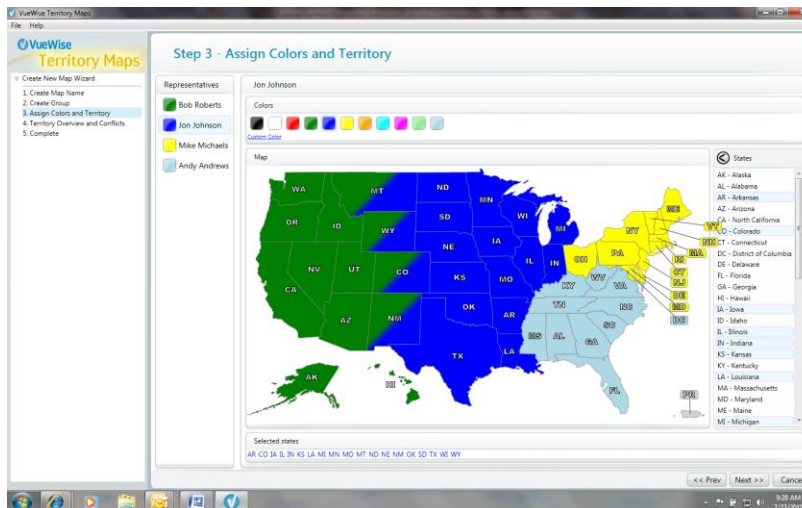 VueWise Territory Maps
File Help
VueWise
Territory Maps
Create New Map Wizard
1. Create Map Name
2. Create Group
3. Assign Colors and Territory
4. Territory Overview and Conflicts
5. Complete
Step 3 - Assign Colors and Territory
Representatives
Bob Roberts
Jon Johnson
Mike Michaels
Andy Andrews
Jon Johnson
Colors
Custom Color
Map
WA
MT
ND
MN
ME
OR
ID
WY
SD
WI
MI
NY
VT
NH
MA
NV
UT
CO
NE
IA
IL
IN
OH
PA
RI
CT
NJ
DE
MD
DC
CA
AZ
NM
KS
MO
KY
WV
VA
OK
AR
TN
NC
SC
TX
LA
MS
AL
GA
FL
AK
HI
PR
States
AK - Alaska
AL - Alabama
AR - Arkansas
AZ - Arizona
CA - North California
CO - Colorado
CT - Connecticut
DC - District of Columbia
DE - Delaware
FL - Florida
GA - Georgia
HI - Hawaii
IA - Iowa
ID - Idaho
IL - Illinois
IN - Indiana
KS - Kansas
KY - Kentucky
LA - Louisiana
MA - Massachusetts
MD - Maryland
ME - Maine
MI - Michigan
Selected states
AR CO IA IL IN KS LA MI MN MO MT ND NE NM OK SD TX WI WY
<< Prev
Next >>
Cance
9:28 AM